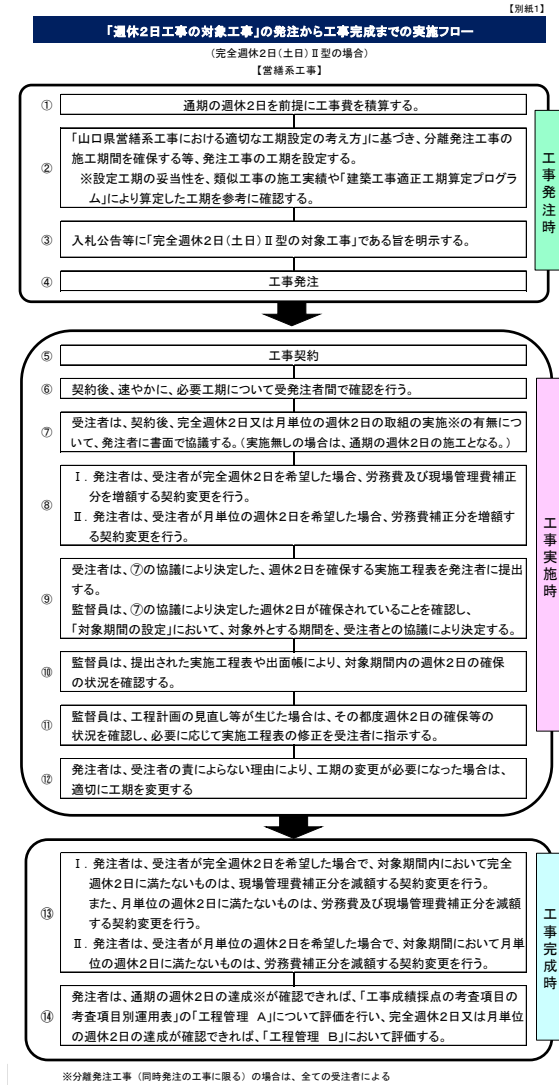 【別紙1】
「週休2日工事の対象工事」の発注から工事完成までの実施フロー
(完全週休2日(土日)Ⅱ型の場合)
【営繕系工事】
①
通期の週休2日を前提に工事費を積算する。
②
「山口県営繕系工事における適切な工期設定の考え方」に基づき、分離発注工事の
施工期間を確保する等、発注工事の工期を設定する。
※設定工期の妥当性を、類似工事の施工実績や「建築工事適正工期算定プログラ
ム」により算定した工期を参考に確認する。
③
入札公告等に「完全週休2日(土日)Ⅱ型の対象工事」である旨を明示する。
④
工事発注
工事発注時
⑤
工事契約
⑥
契約後、速やかに、必要工期について受発注者間で確認を行う。
⑦
受注者は、契約後、完全週休2日又は月単位の週休2日の取組の実施※の有無につ
いて、発注者に書面で協議する。(実施無しの場合は、通期の週休2日の施工となる。)
⑧
Ⅰ. 発注者は、受注者が完全週休2日を希望した場合、労務費及び現場管理費補正
分を増額する契約変更を行う。
Ⅱ. 発注者は、受注者が月単位の週休2日を希望した場合、労務費補正分を増額す
る契約変更を行う。
⑨
受注者は、⑦の協議により決定した、週休2日を確保する実施工程表を発注者に提出
する。
監督員は、⑦の協議により決定した週休2日が確保されていることを確認し、
「対象期間の設定」において、対象外とする期間を、受注者との協議により決定する。
⑩
監督員は、提出された実施工程表や出面帳により、対象期間内の週休2日の確保
の状況を確認する。
⑪
監督員は、工程計画の見直し等が生じた場合は、その都度週休2日の確保等の
状況を確認し、必要に応じて実施工程表の修正を受注者に指示する。
⑫
発注者は、受注者の責によらない理由により、工期の変更が必要になった場合は、
適切に工期を変更する
工事実施時
⑬
Ⅰ. 発注者は、受注者が完全週休2日を希望した場合で、対象期間内において完全
週休2日に満たないものは、現場管理費補正分を減額する契約変更を行う。
また、月単位の週休2日に満たないものは、労務費及び現場管理費補正分を減額
する契約変更を行う。
Ⅱ. 発注者は、受注者が月単位の週休2日を希望した場合で、対象期間において月単
位の週休2日に満たないものは、労務費補正分を減額する契約変更を行う。
⑭
発注者は、通期の週休2日の達成※が確認できれば、「工事成績採点の考査項目の
考査項目別運用表」の「工程管理 A」について評価を行い、完全週休2日又は月単位
の週休2日の達成が確認できれば、「工程管理 B」において評価する。
工事完成時
※分離発注工事(同時発注の工事に限る)の場合は、全ての受注者による